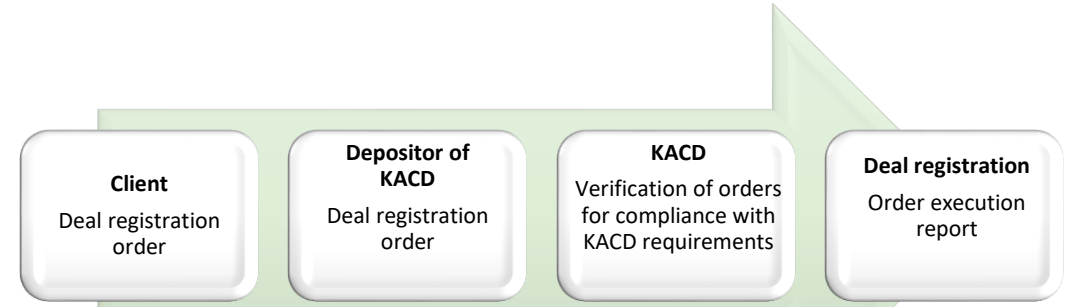 Client
Deal registration
order
Depositor of
KACD
Deal registration
order
KACD
Verification of orders
for compliance with
KACD requirements
Deal registration
Order execution
report